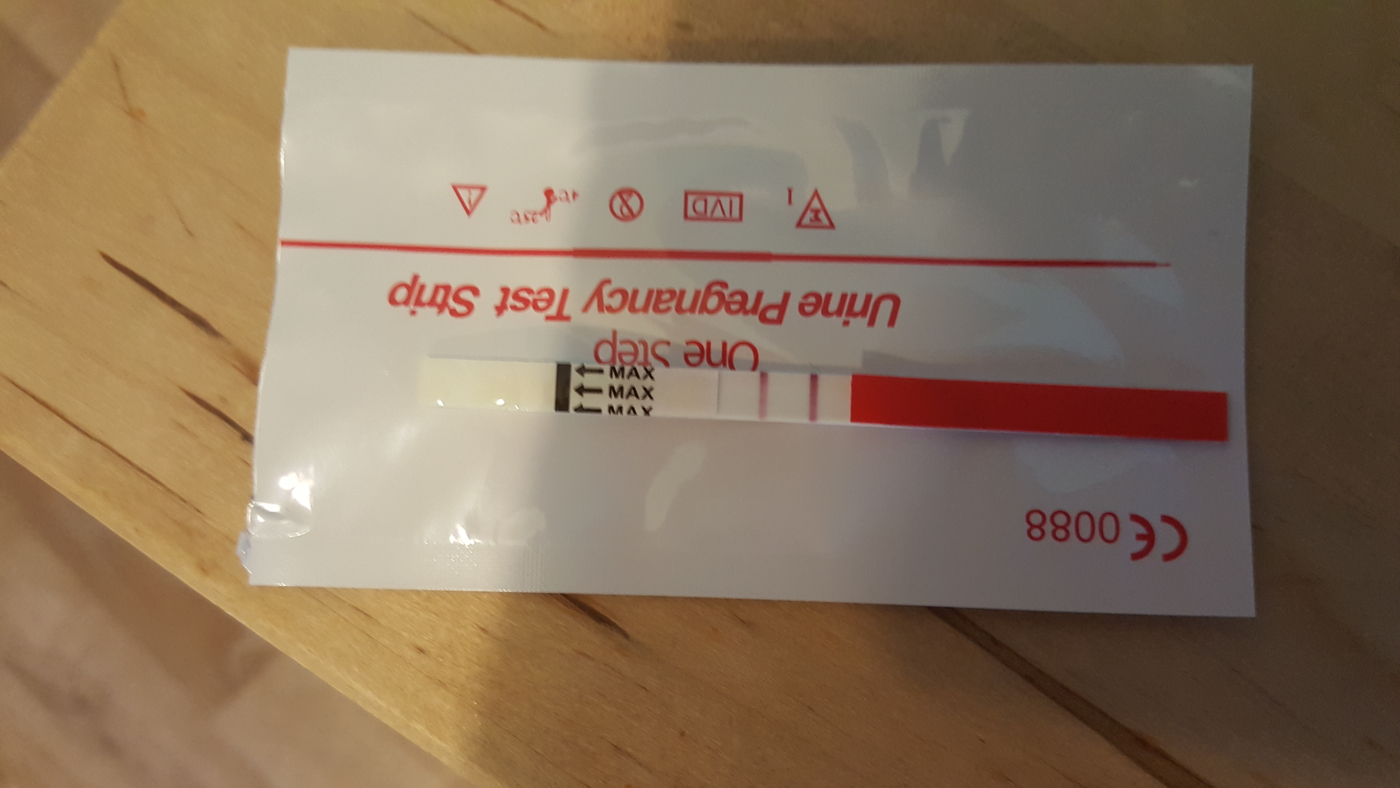 CE 0088
One Step
Urine Pregnancy Test Strip
IVD
← MAX
← MAX
← MAX